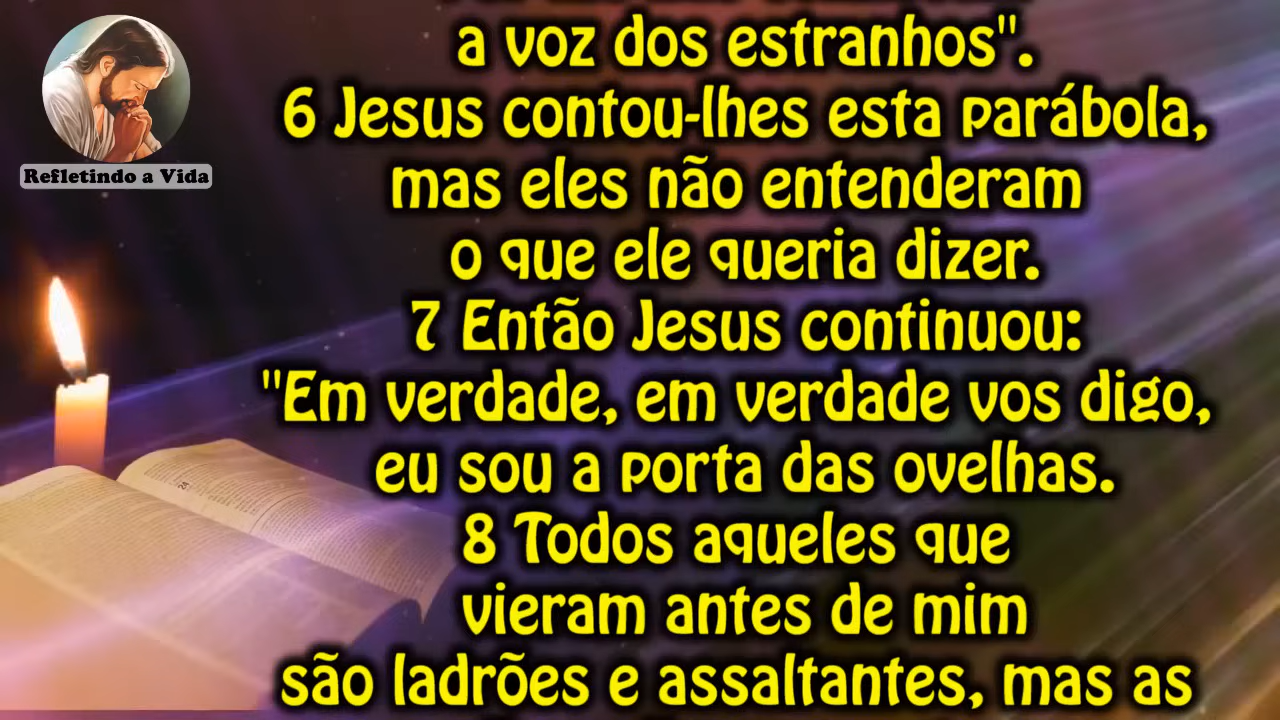 Refletindo a Vida
a voz dos estranhos".
6 Jesus contou-lhes esta parábola,
mas eles não entenderam
o que ele queria dizer.
7 Então Jesus continuou:
"Em verdade, em verdade vos digo,
eu sou a porta das ovelhas.
8 Todos aqueles que
vieram antes de mim
são ladrões e assaltantes, mas as